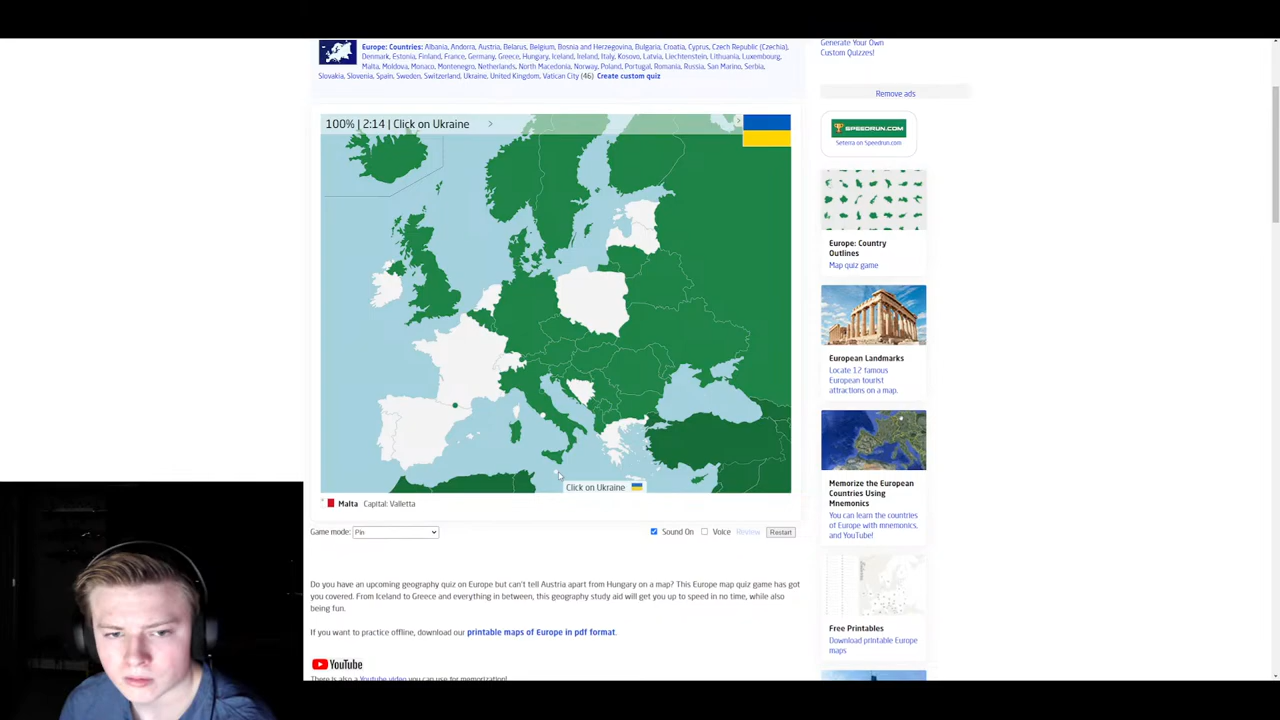 Europe: Countries: Albania, Andorra, Austria, Belarus, Belgium, Bosnia and Herzegovina, Bulgaria, Croatia, Cyprus, Czech Republic (Czechia),
Denmark, Estonia, Finland, France, Germany, Greece, Hungary, Iceland, Ireland, Italy, Kosovo, Latvia, Liechtenstein, Lithuania, Luxembourg,
Malta, Moldova, Monaco, Montenegro, Netherlands, North Macedonia, Norway, Poland, Portugal, Romania, Russia, San Marino, Serbia,
Slovakia, Slovenia, Spain, Sweden, Switzerland, Ukraine, United Kingdom, Vatican City (46) Create custom quiz
100% | 2:14 | Click on Ukraine >
Click on Ukraine
Malta Capital: Valletta
Game mode: Pin
Sound On Voice Review Restart
Do you have an upcoming geography quiz on Europe but can't tell Austria apart from Hungary on a map? This Europe map quiz game has got
you covered. From Iceland to Greece and everything in between, this geography study aid will get you up to speed in no time, while also
being fun.
If you want to practice offline, download our printable maps of Europe in pdf format.
YouTube
There is also a Youtube video you can use for memorization!
Generate Your Own
Custom Quizzes!
Remove ads
SPEEDRUN.COM
Seterra on Speedrun.com
Europe: Country
Outlines
Map quiz game
European Landmarks
Locate 12 famous
European tourist
attractions on a map.
Memorize the European
Countries Using
Mnemonics
You can learn the countries
of Europe with mnemonics,
and YouTube!
Free Printables
Download printable Europe
maps